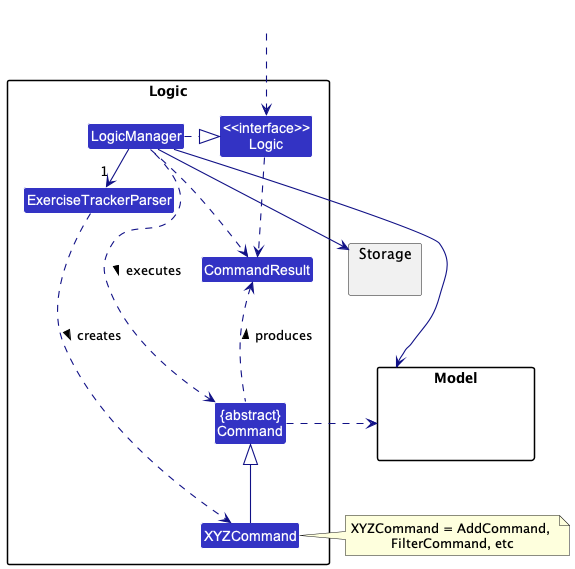 Logic
<<interface>>
Logic
LogicManager
1
ExerciseTrackerParser
Storage
CommandResult
executes
creates
produces
Model
{abstract}
Command
XYZCommand
XYZCommand = AddCommand,
FilterCommand, etc